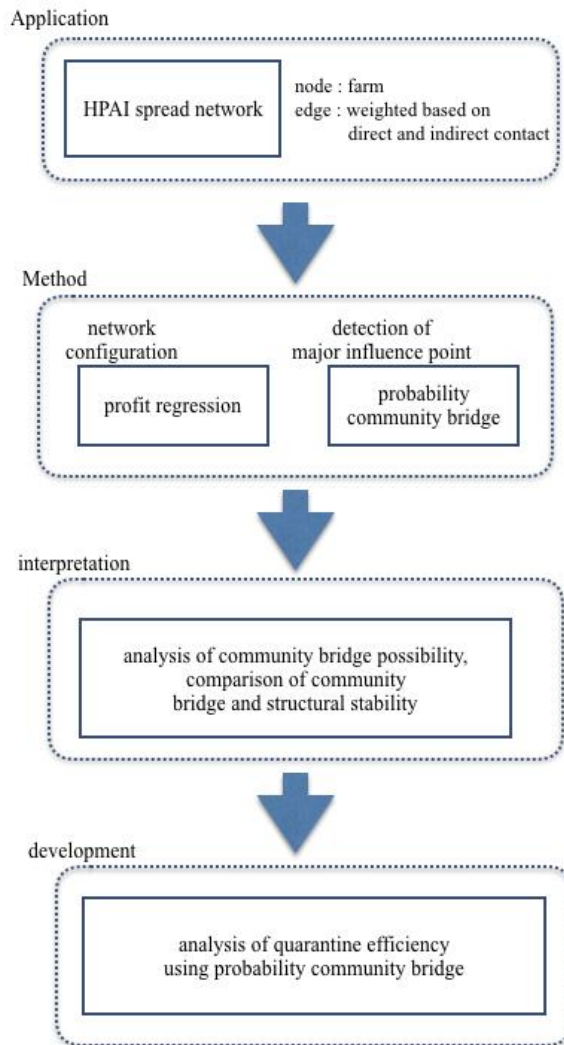 Application
HPAI spread network
node : farm
edge : weighted based on
direct and indirect contact
Method
network
configuration
profit regression
detection of
major influence point
probability
community bridge
interpretation
analysis of community bridge possibility,
comparison of community
bridge and structural stability
development
analysis of quarantine efficiency
using probability community bridge